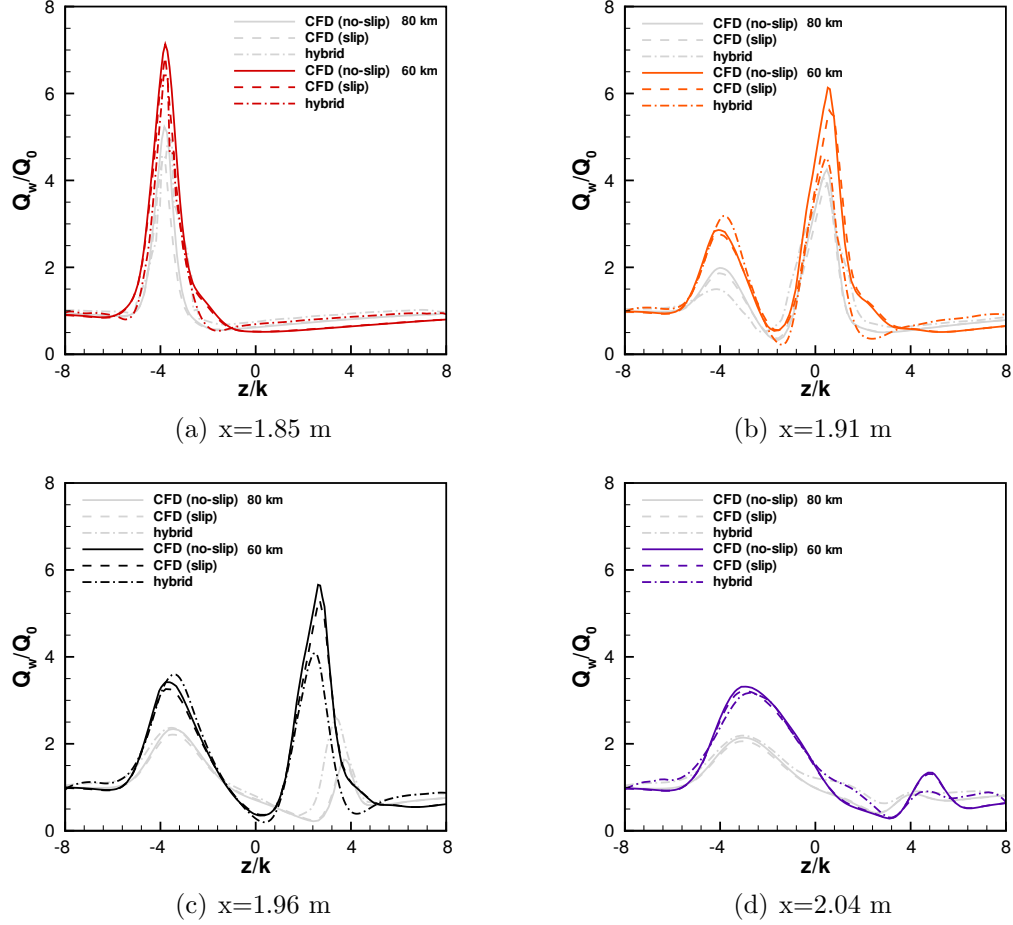 8
6
4
2
0
Q_w/Q_0
CFD (no-slip) 80 km
CFD (slip)
hybrid
CFD (no-slip) 60 km
CFD (slip)
hybrid
-8 -4 0 4 8
z/k
(a) x=1.85 m
8
6
4
2
0
Q_w/Q_0
CFD (no-slip) 80 km
CFD (slip)
hybrid
CFD (no-slip) 60 km
CFD (slip)
hybrid
-8 -4 0 4 8
z/k
(b) x=1.91 m
8
6
4
2
0
Q_w/Q_0
CFD (no-slip) 80 km
CFD (slip)
hybrid
CFD (no-slip) 60 km
CFD (slip)
hybrid
-8 -4 0 4 8
z/k
(c) x=1.96 m
8
6
4
2
0
Q_w/Q_0
CFD (no-slip) 80 km
CFD (slip)
hybrid
CFD (no-slip) 60 km
CFD (slip)
hybrid
-8 -4 0 4 8
z/k
(d) x=2.04 m